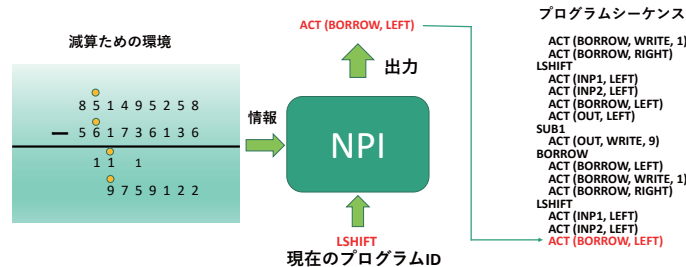 減算ための環境
8 5 1 4 9 5 2 5 8
— 5 6 1 7 3 6 1 3 6
1 1 1
9 7 5 9 1 2 2
情報
ACT (BORROW, LEFT)
出力
NPI
LSHIFT
現在のプログラムID
プログラムシーケンス
ACT (BORROW, WRITE, 1)
ACT (BORROW, RIGHT)
LSHIFT
ACT (INP1, LEFT)
ACT (INP2, LEFT)
ACT (BORROW, LEFT)
ACT (OUT, LEFT)
SUB1
ACT (OUT, WRITE, 9)
BORROW
ACT (BORROW, LEFT)
ACT (BORROW, WRITE, 1)
ACT (BORROW, RIGHT)
LSHIFT
ACT (INP1, LEFT)
ACT (INP2, LEFT)
ACT (BORROW, LEFT)